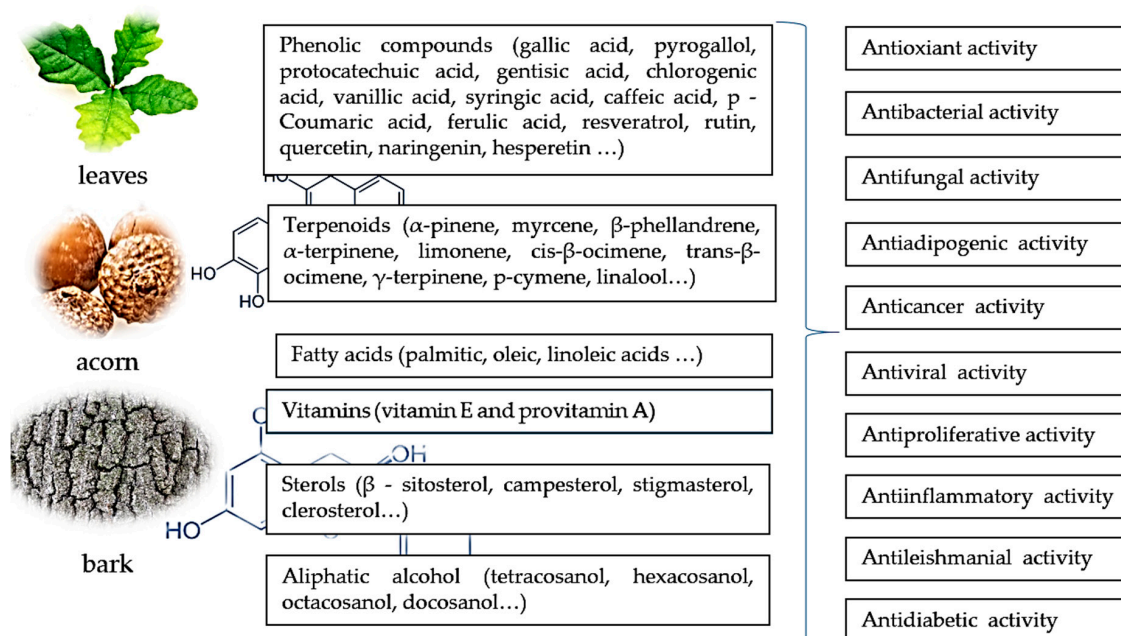 leaves
acorn
bark
Phenolic compounds (gallic acid, pyrogallol,
protocatechuic acid, gentisic acid, chlorogenic
acid, vanillic acid, syringic acid, caffeic acid, p -
Coumaric acid, ferulic acid, resveratrol, rutin,
quercetin, naringenin, hesperetin …)
HO
Terpenoids (α-pinene, myrcene, β-phellandrene,
α-terpinene, limonene, cis-β-ocimene, trans-β-
ocimene, γ-terpinene, p-cymene, linalool…)
HO
HO
Fatty acids (palmitic, oleic, linoleic acids …)
Vitamins (vitamin E and provitamin A)
OH
Sterols (β - sitosterol, campesterol, stigmasterol,
clerosterol…)
HO
Aliphatic alcohol (tetracosanol, hexacosanol,
octacosanol, docosanol…)
Antioxiant activity
Antibacterial activity
Antifungal activity
Antiadipogenic activity
Anticancer activity
Antiviral activity
Antiproliferative activity
Antiinflammatory activity
Antileishmanial activity
Antidiabetic activity